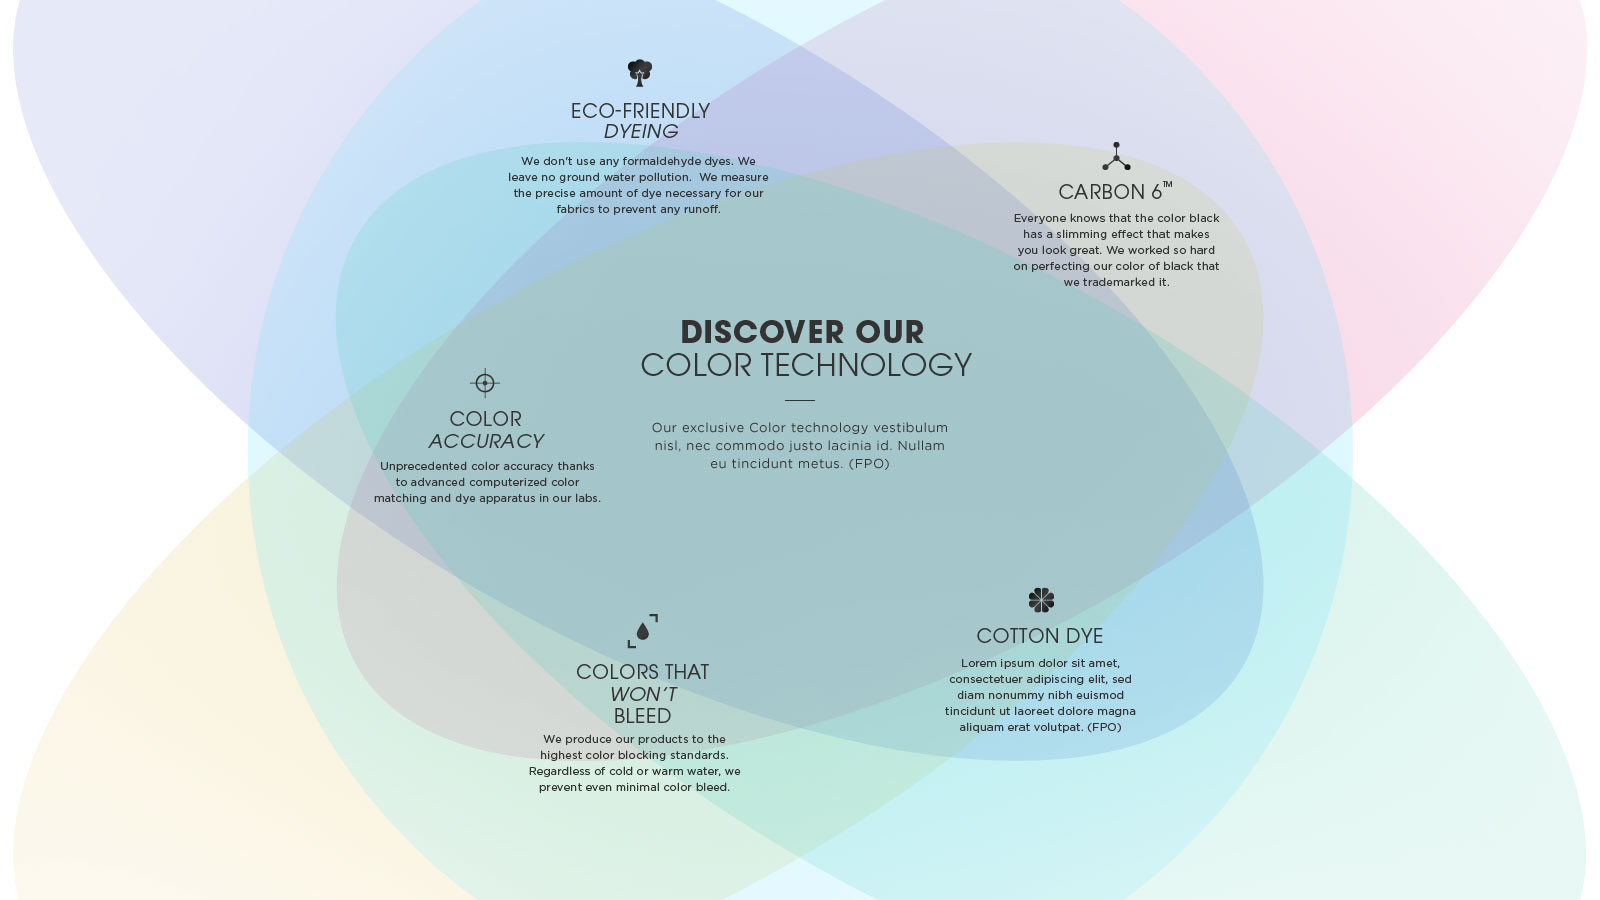 ECO-FRIENDLY
DYEING
We don't use any formaldehyde dyes. We
leave no ground water pollution.  We measure
the precise amount of dye necessary for our
fabrics to prevent any runoff.
CARBON 6™
Everyone knows that the color black
has a slimming effect that makes
you look great. We worked so hard
on perfecting our color of black that
we trademarked it.
DISCOVER OUR
COLOR TECHNOLOGY
Our exclusive Color technology vestibulum
nisl, nec commodo justo lacinia id. Nullam
eu tincidunt metus. (FPO)
COLOR
ACCURACY
Unprecedented color accuracy thanks
to advanced computerized color
matching and dye apparatus in our labs.
COLORS THAT
WON'T
BLEED
We produce our products to the
highest color blocking standards.
Regardless of cold or warm water, we
prevent even minimal color bleed.
COTTON DYE
Lorem ipsum dolor sit amet,
consectetuer adipiscing elit, sed
diam nonummy nibh euismod
tincidunt ut laoreet dolore magna
aliquam erat volutpat. (FPO)